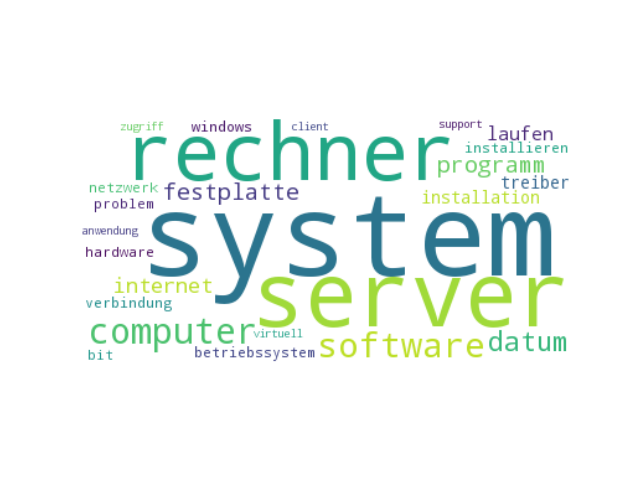 zugriff windows client support
rechner laufen
installieren
programm
netzwerk festplatte treiber
problem installation
system
anwendung
hardware
internet server
verbindung
computer virtuell software datum
bit betriebssystem